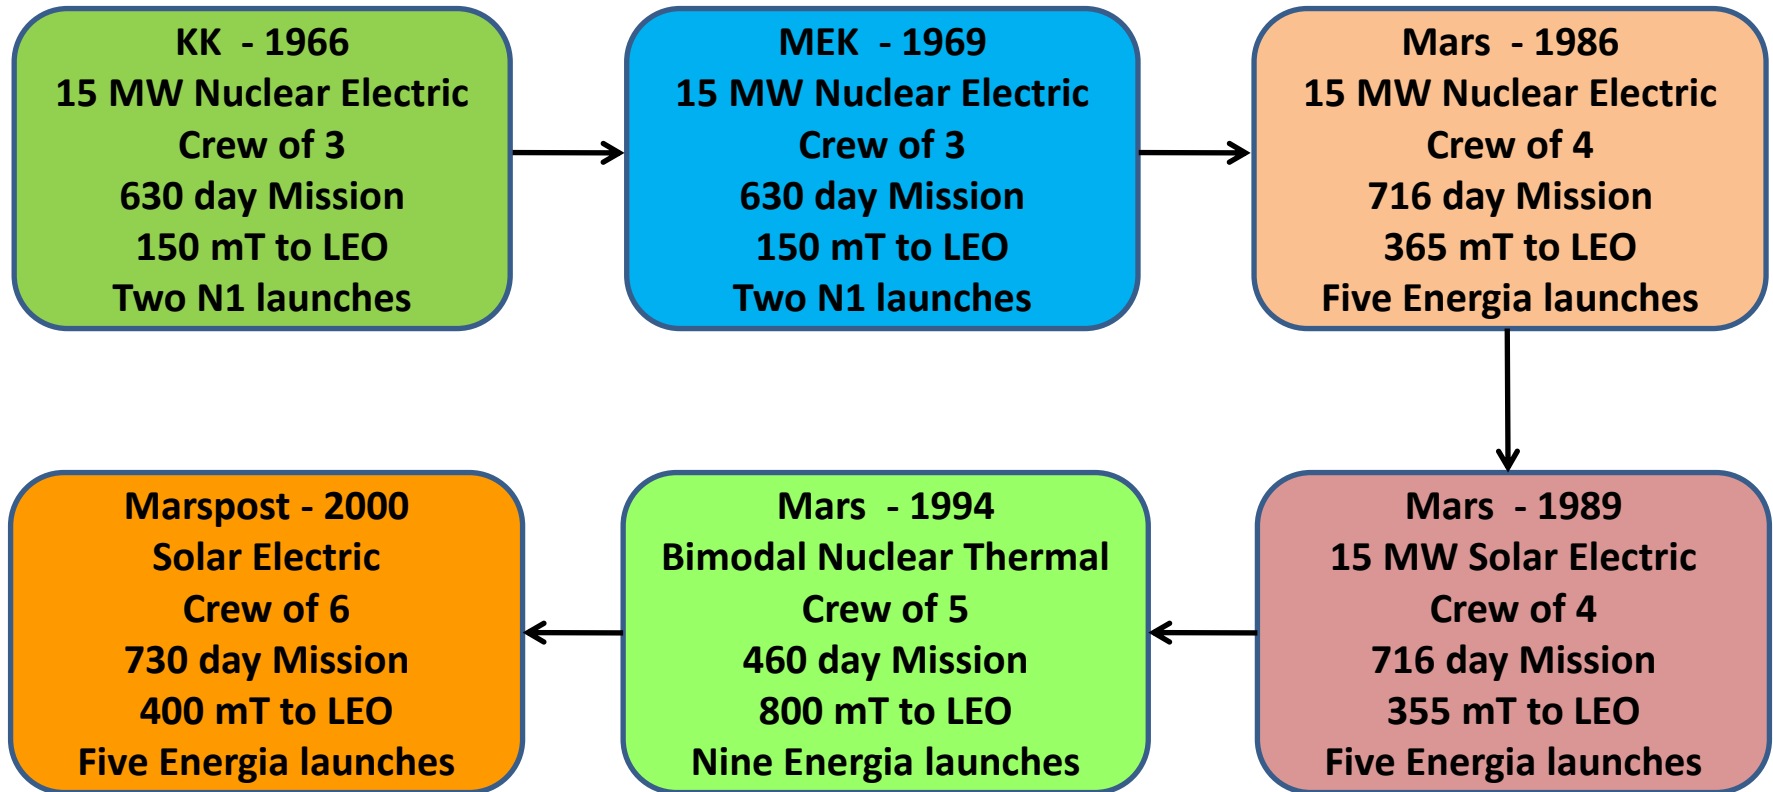 KK - 1966
15 MW Nuclear Electric
Crew of 3
630 day Mission
150 mT to LEO
Two N1 launches
MEK - 1969
15 MW Nuclear Electric
Crew of 3
630 day Mission
150 mT to LEO
Two N1 launches
Mars - 1986
15 MW Nuclear Electric
Crew of 4
716 day Mission
365 mT to LEO
Five Energia launches
Mars - 1989
15 MW Solar Electric
Crew of 4
716 day Mission
355 mT to LEO
Five Energia launches
Mars - 1994
Bimodal Nuclear Thermal
Crew of 5
460 day Mission
800 mT to LEO
Nine Energia launches
Marspost - 2000
Solar Electric
Crew of 6
730 day Mission
400 mT to LEO
Five Energia launches